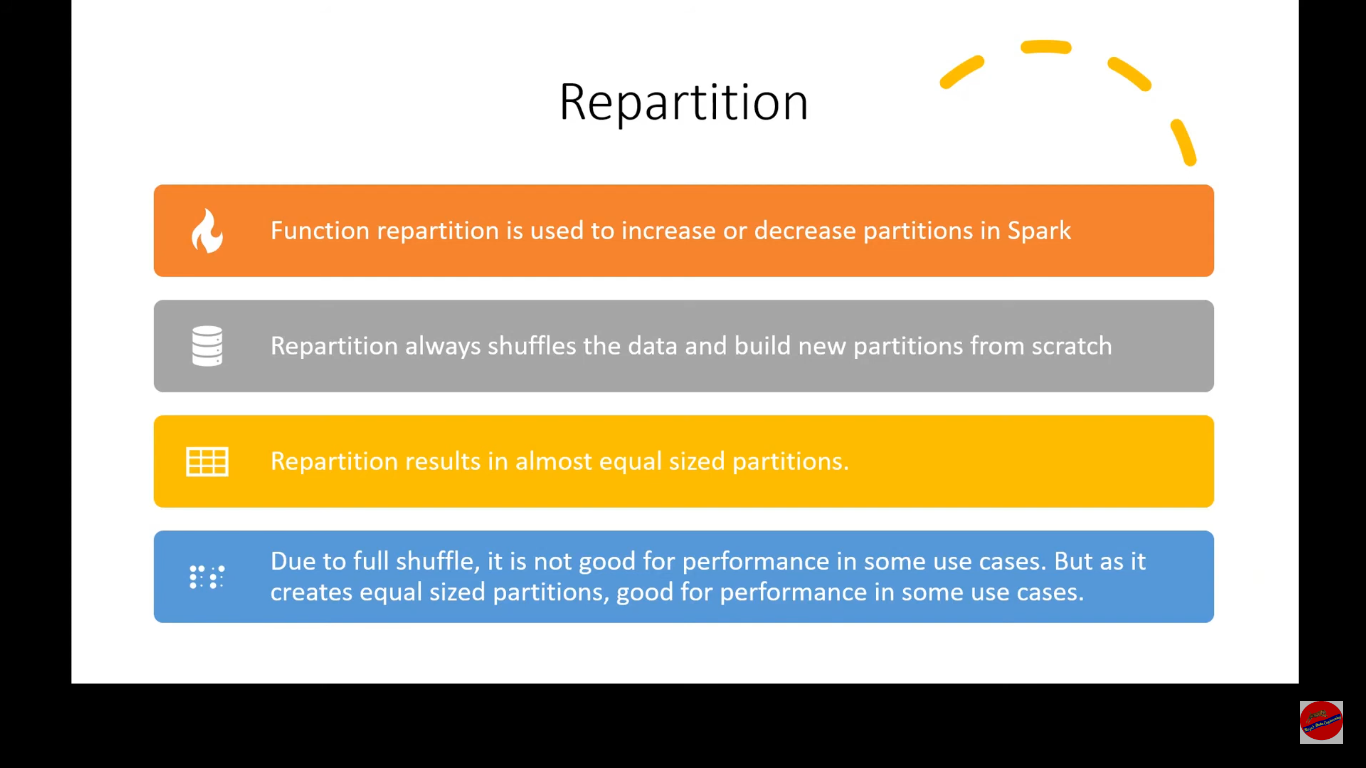 Repartition
Function repartition is used to increase or decrease partitions in Spark
Repartition always shuffles the data and build new partitions from scratch
Repartition results in almost equal sized partitions.
Due to full shuffle, it is not good for performance in some use cases. But as it
creates equal sized partitions, good for performance in some use cases.